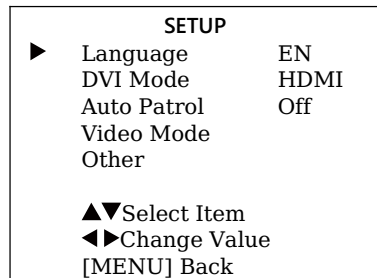 SETUP
▶ Language EN
DVI Mode HDMI
Auto Patrol Off
Video Mode
Other
▲▼Select Item
◀▶Change Value
[MENU] Back